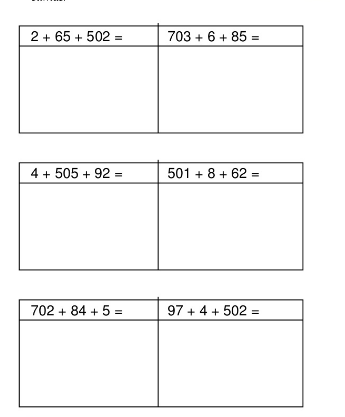 2 + 65 + 502 =
703 + 6 + 85 =
4 + 505 + 92 =
501 + 8 + 62 =
702 + 84 + 5 =
97 + 4 + 502 =